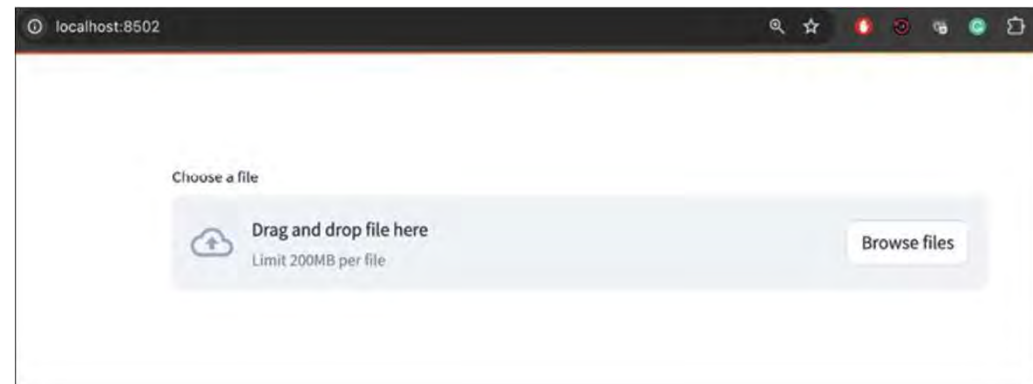 localhost:8502
Choose a file
Drag and drop file here
Limit 200MB per file
Browse files